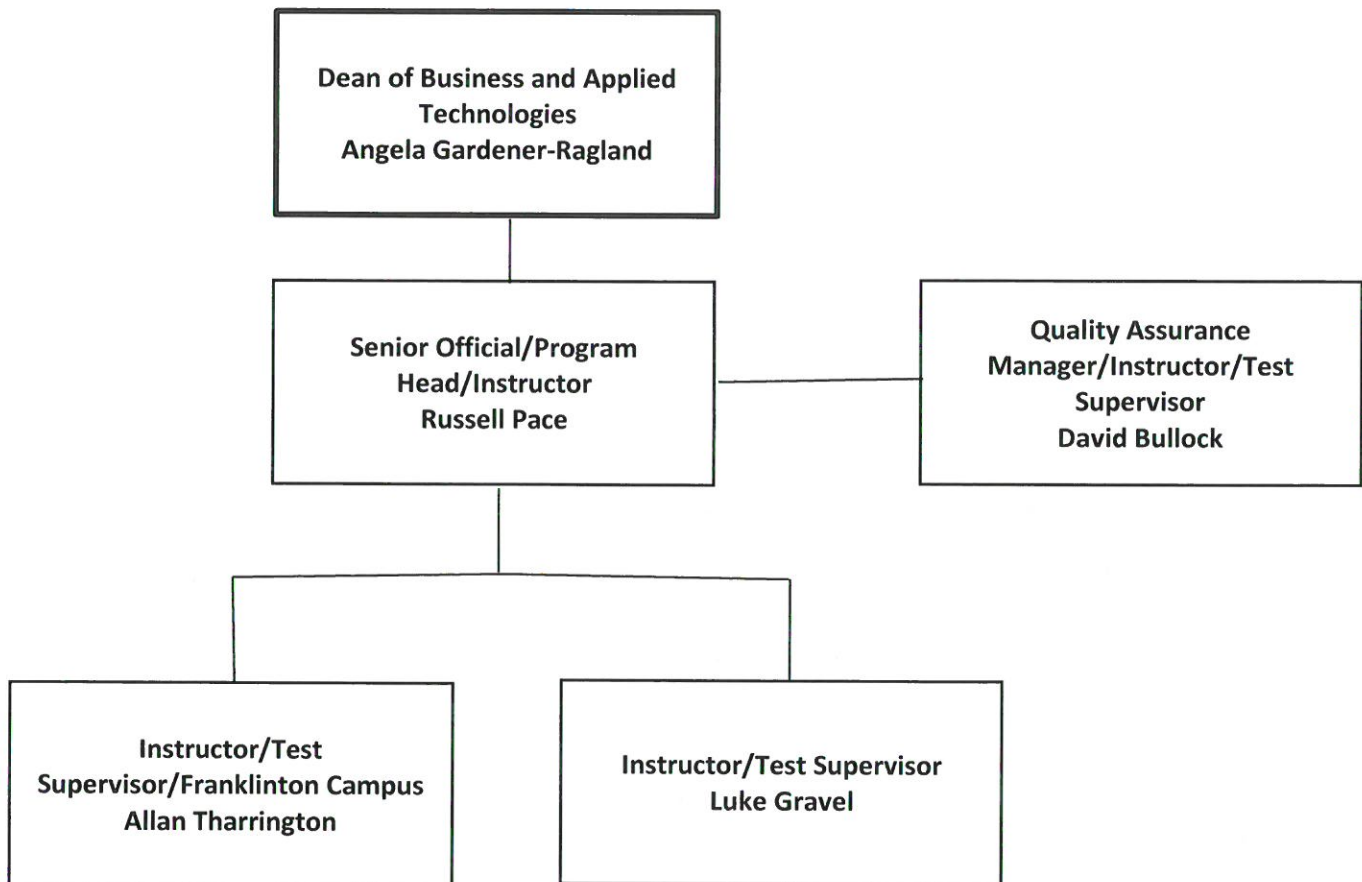 Dean of Business and Applied
Technologies
Angela Gardener-Ragland
Senior Official/Program
Head/Instructor
Russell Pace
Quality Assurance
Manager/Instructor/Test
Supervisor
David Bullock
Instructor/Test
Supervisor/Franklinton Campus
Allan Tharrington
Instructor/Test Supervisor
Luke Gravel